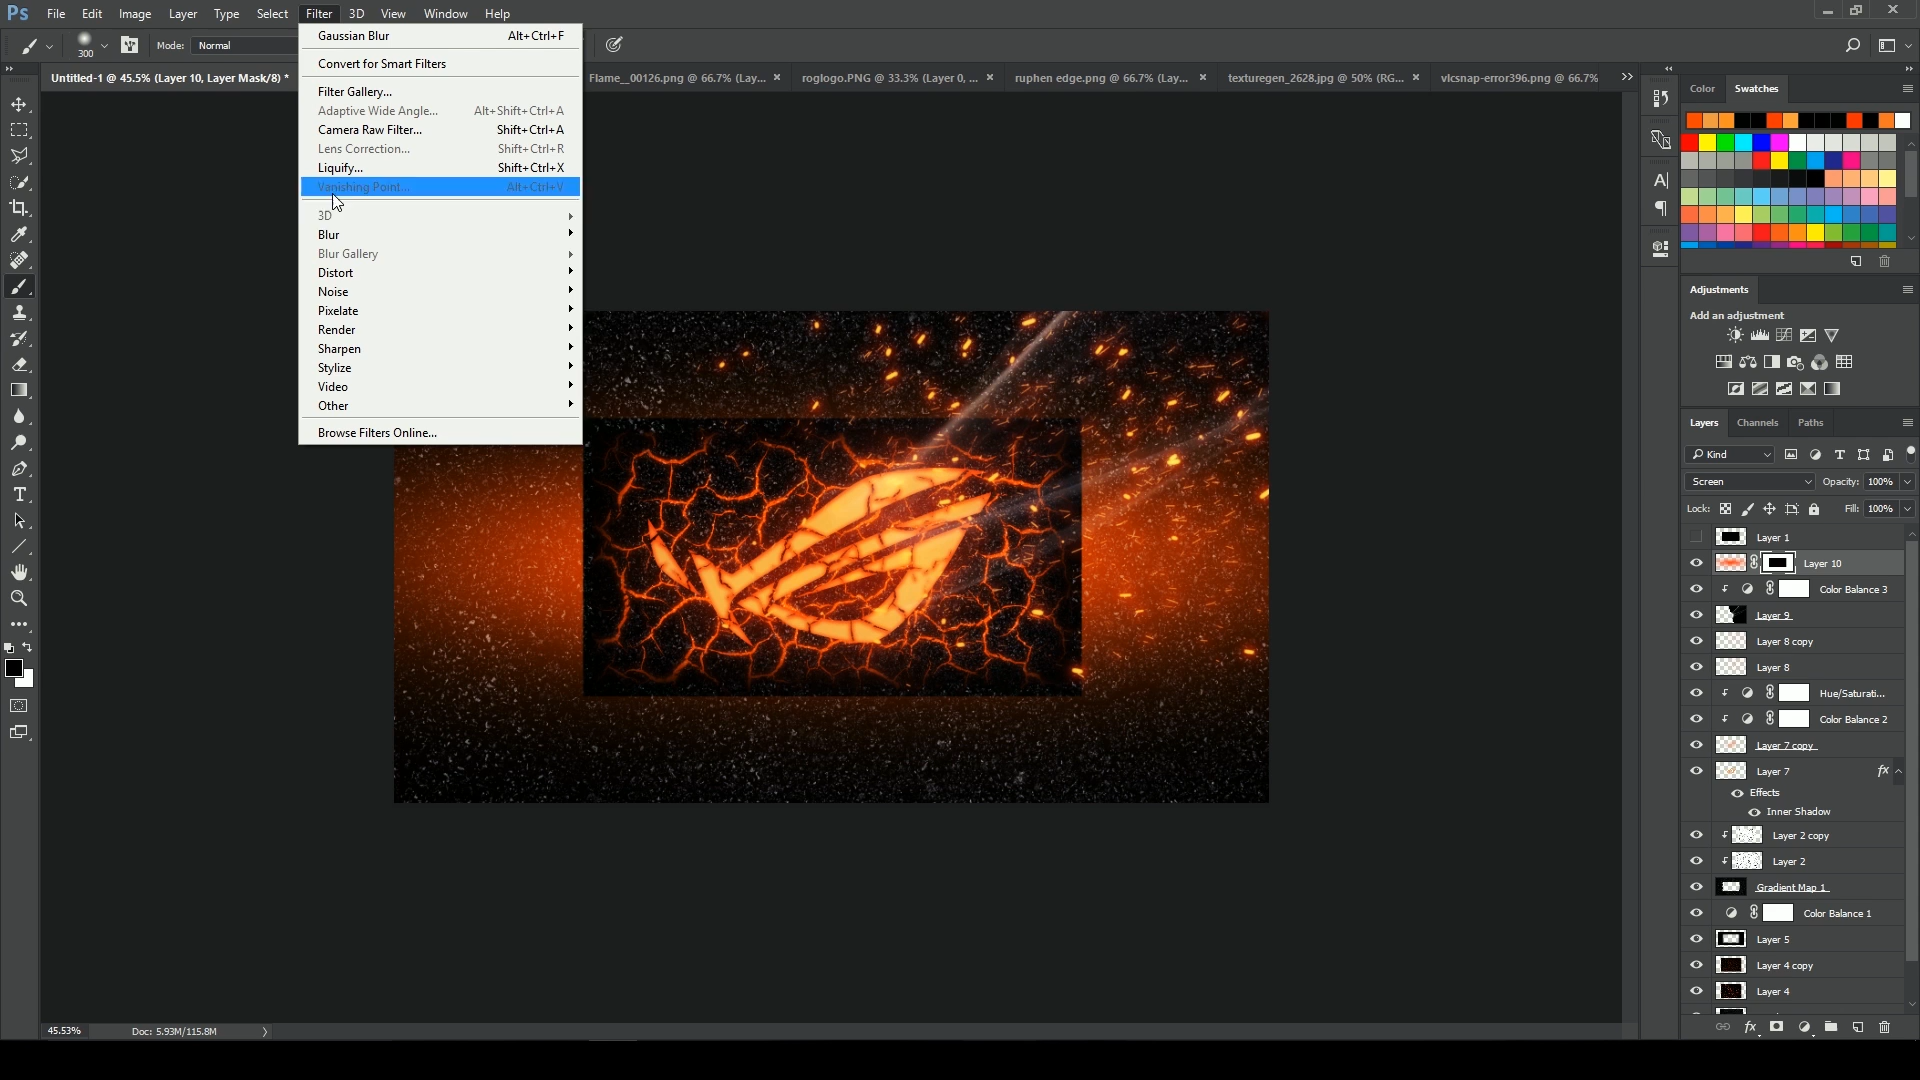 Ps File Edit Image Layer Type Select Filter 3D View Window Help
300 Mode: Normal
Untitled-1 @ 45.5% (Layer 10, Layer Mask/8) *
Flame__00126.png @ 66.7% (Lay...
roglogo.PNG @ 33.3% (Layer 0, ...
ruphen edge.png @ 66.7% (Lay...
texturegen_2628.jpg @ 50% (RG...
vlcsnap-error396.png @ 66.7%
Gaussian Blur Alt+Ctrl+F
Convert for Smart Filters
Filter Gallery...
Adaptive Wide Angle... Alt+Shift+Ctrl+A
Camera Raw Filter... Shift+Ctrl+A
Lens Correction... Shift+Ctrl+R
Liquify... Shift+Ctrl+X
Vanishing Point... Alt+Ctrl+V
3D
Blur
Blur Gallery
Distort
Noise
Pixelate
Render
Sharpen
Stylize
Video
Other
Browse Filters Online...
Color Swatches
Adjustments
Add an adjustment
Layers Channels Paths
Kind
Screen Opacity: 100%
Lock: Fill: 100%
Layer 1
Layer 10
Color Balance 3
Layer 9
Layer 8 copy
Layer 8
Hue/Saturati...
Color Balance 2
Layer 7 copy
Layer 7 fx
Effects
Inner Shadow
Layer 2 copy
Layer 2
Gradient Map 1
Color Balance 1
Layer 5
Layer 4 copy
Layer 4
fx
45.53% Doc: 5.93M/115.8M